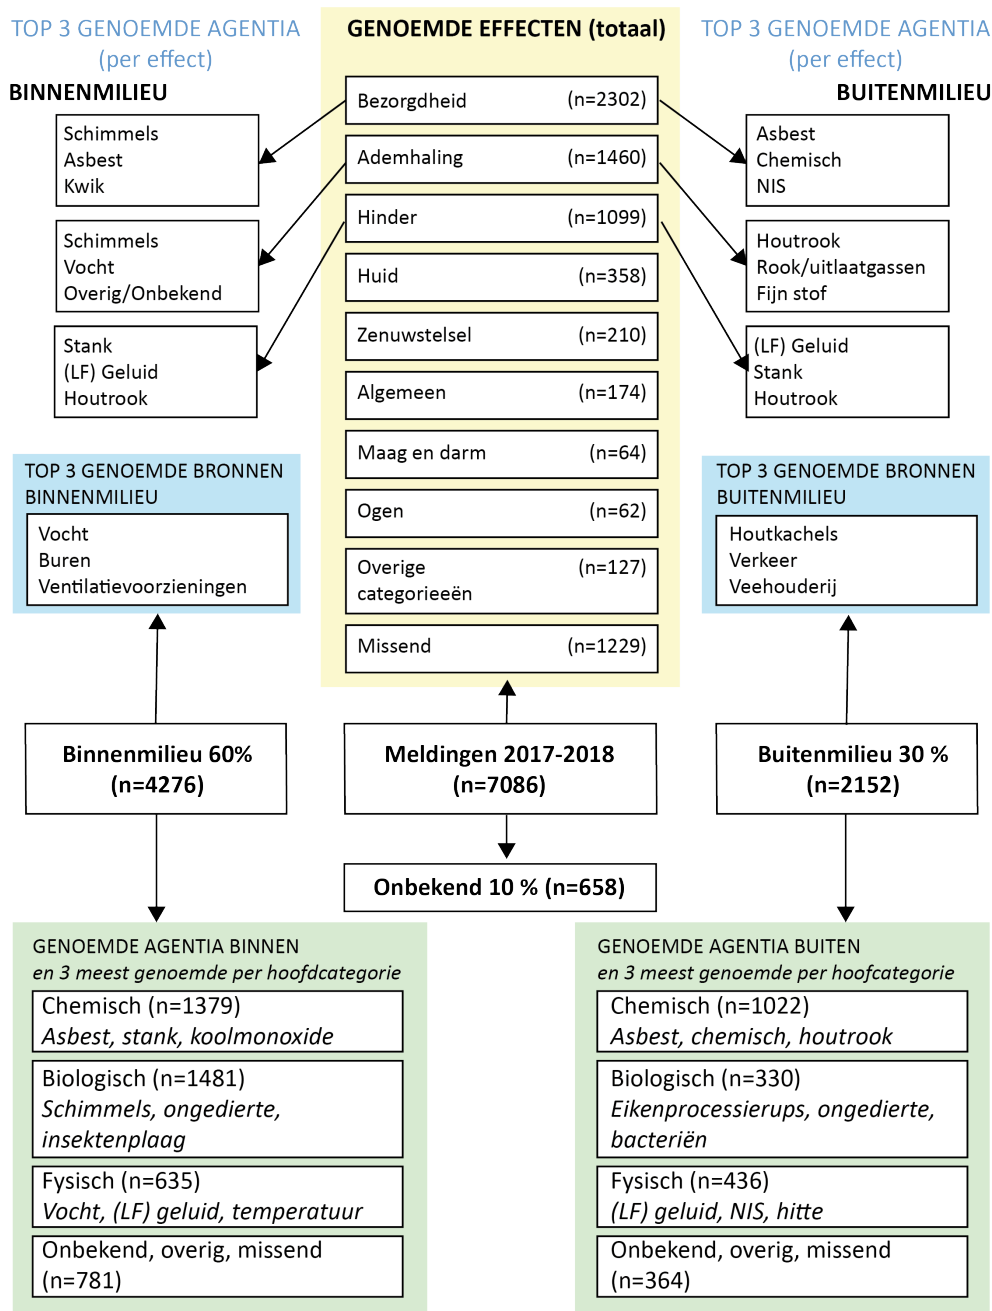 TOP 3 GENOEMDE AGENTIA
(per effect)
BINNENMILIEU
Schimmels
Asbest
Kwik
Schimmels
Vocht
Overig/Onbekend
Stank
(LF) Geluid
Houtrook
GENOEMDE EFFECTEN (totaal)
Bezorgdheid (n=2302)
Ademhaling (n=1460)
Hinder (n=1099)
Huid (n=358)
Zenuwstelsel (n=210)
Algemeen (n=174)
Maag en darm (n=64)
Ogen (n=62)
Overige (n=127)
categorieeën
Missend (n=1229)
TOP 3 GENOEMDE AGENTIA
(per effect)
BUITENMILIEU
Asbest
Chemisch
NIS
Houtrook
Rook/uitlaatgassen
Fijn stof
(LF) Geluid
Stank
Houtrook
TOP 3 GENOEMDE BRONNEN
BINNENMILIEU
Vocht
Buren
Ventilatievoorzieningen
TOP 3 GENOEMDE BRONNEN
BUITENMILIEU
Houtkachels
Verkeer
Veehouderij
Binnenmilieu 60%
(n=4276)
Meldingen 2017-2018
(n=7086)
Buitenmilieu 30 %
(n=2152)
Onbekend 10 % (n=658)
GENOEMDE AGENTIA BINNEN
en 3 meest genoemde per hoofdcategorie
Chemisch (n=1379)
Asbest, stank, koolmonoxide
Biologisch (n=1481)
Schimmels, ongedierte,
insektenplaag
Fysisch (n=635)
Vocht, (LF) geluid, temperatuur
Onbekend, overig, missend
(n=781)
GENOEMDE AGENTIA BUITEN
en 3 meest genoemde per hoofcategorie
Chemisch (n=1022)
Asbest, chemisch, houtrook
Biologisch (n=330)
Eikenprocessierups, ongedierte,
bacteriën
Fysisch (n=436)
(LF) geluid, NIS, hitte
Onbekend, overig, missend
(n=364)